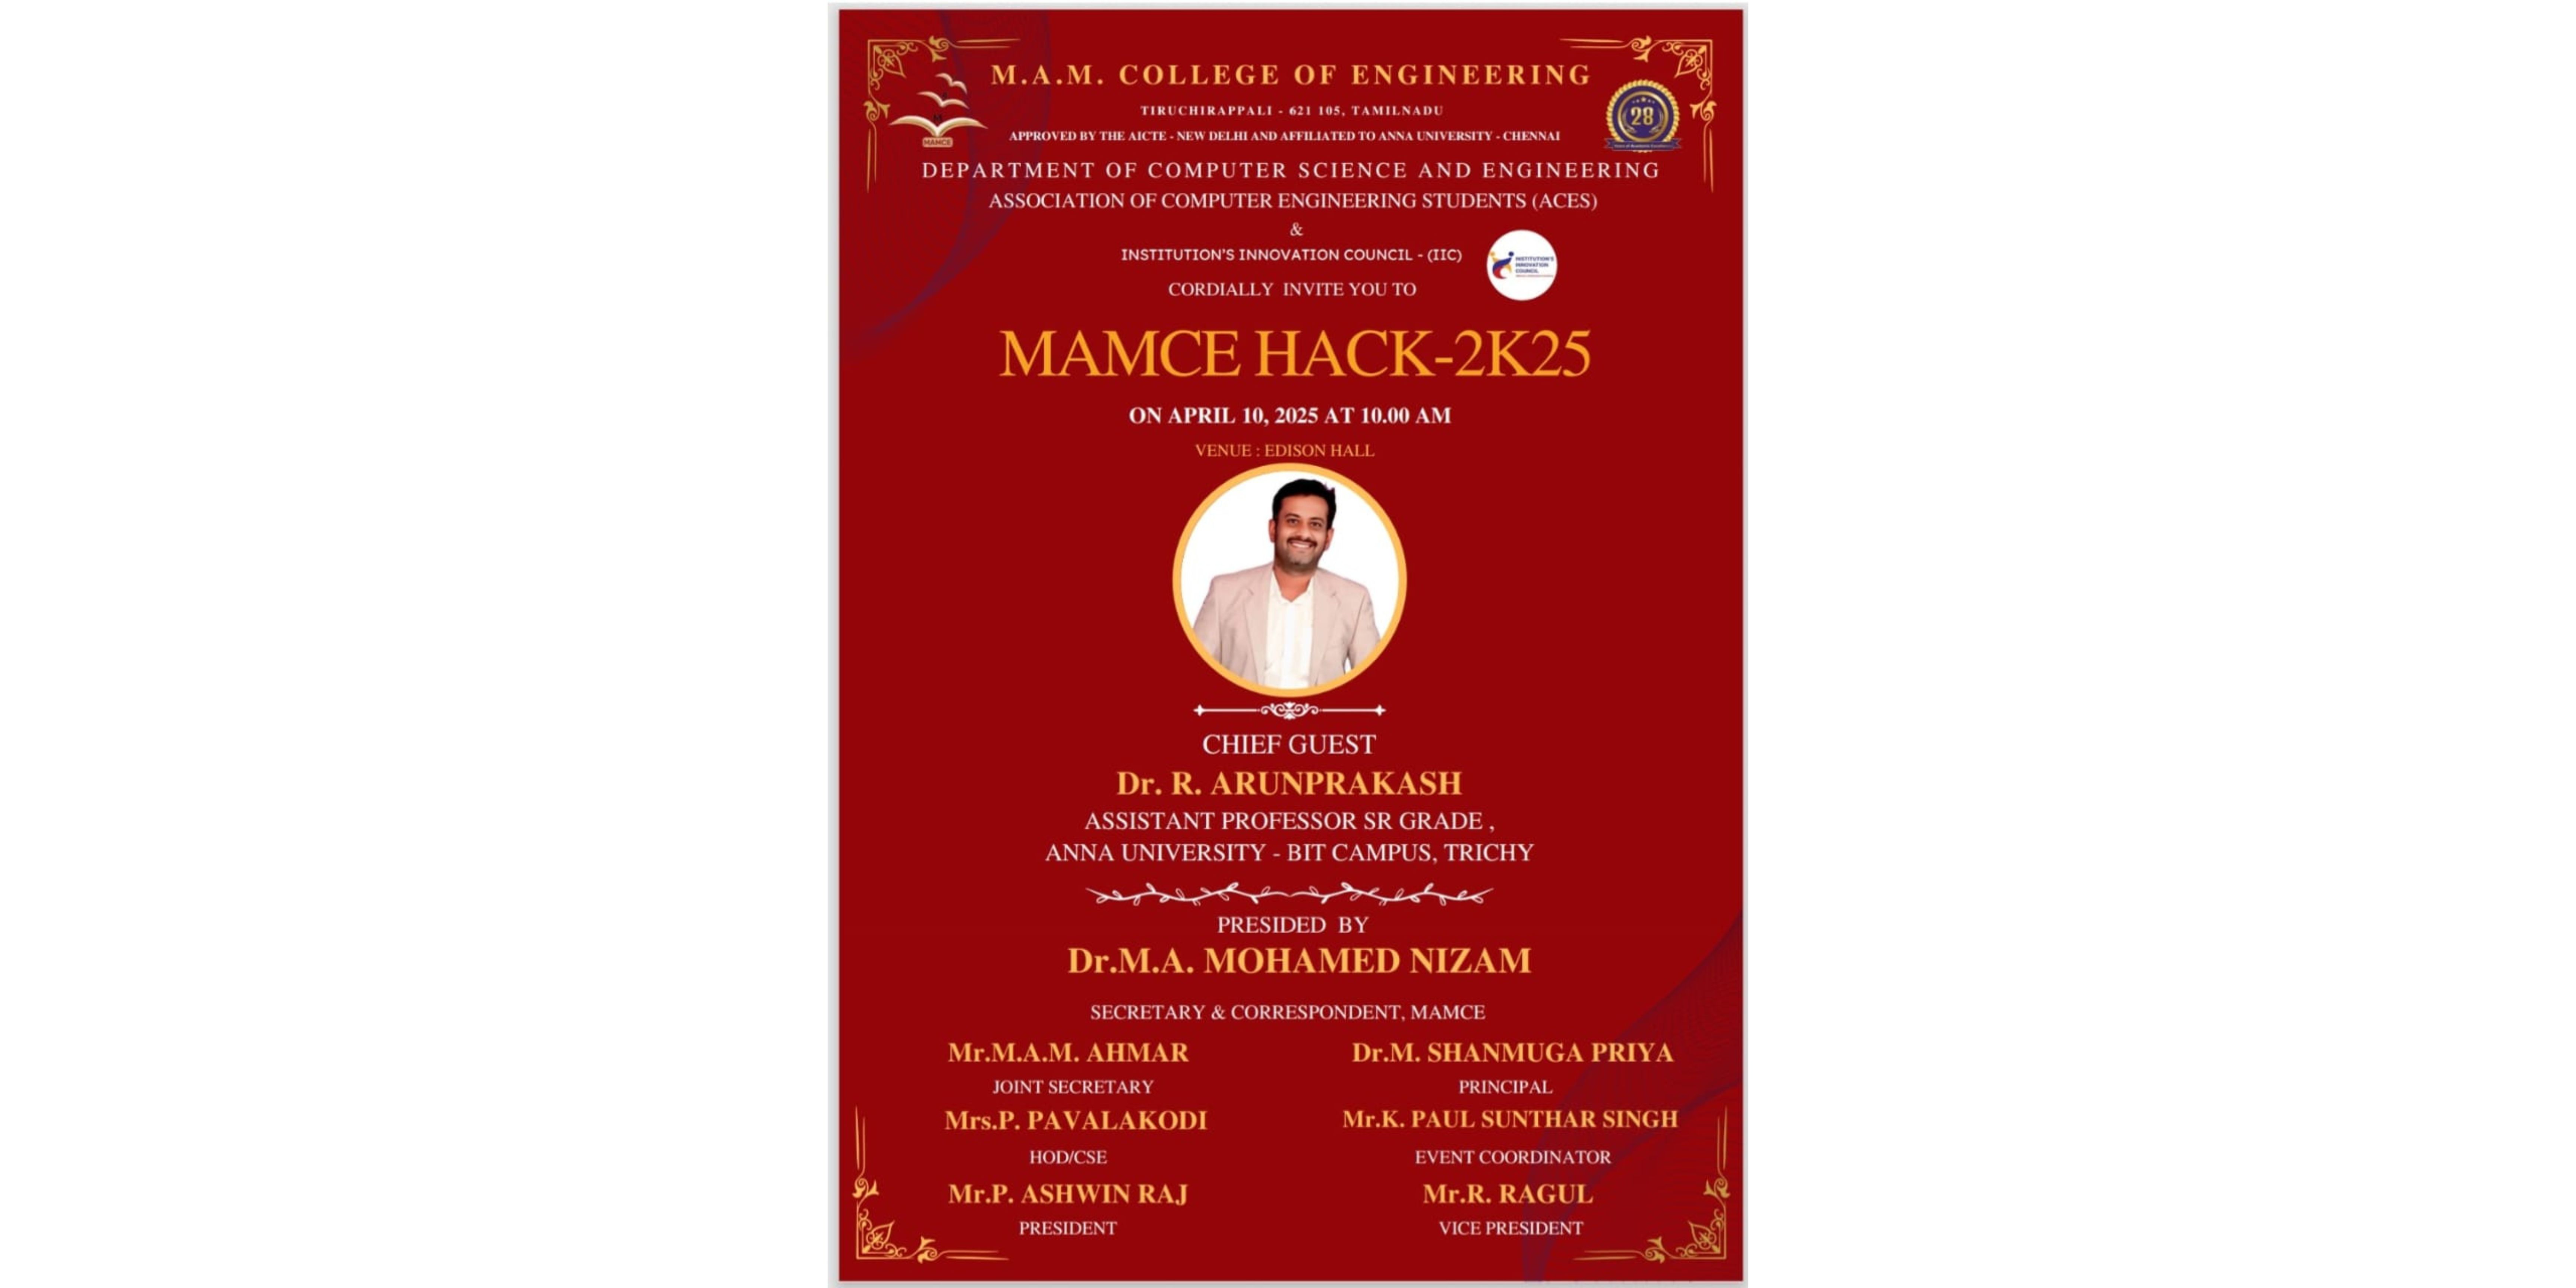 M.A.M. COLLEGE OF ENGINEERING
TIRUCHIRAPPALI - 621 105, TAMILNADU
APPROVED BY THE AICTE - NEW DELHI AND AFFILIATED TO ANNA UNIVERSITY - CHENNAI
MAMCE
28
DEPARTMENT OF COMPUTER SCIENCE AND ENGINEERING
ASSOCIATION OF COMPUTER ENGINEERING STUDENTS (ACES)
&
INSTITUTION'S INNOVATION COUNCIL - (IIC)
INSTITUTION'S
INNOVATION
COUNCIL
CORDIALLY INVITE YOU TO
MAMCE HACK-2K25
ON APRIL 10, 2025 AT 10.00 AM
VENUE : EDISON HALL
CHIEF GUEST
Dr. R. ARUNPRAKASH
ASSISTANT PROFESSOR SR GRADE ,
ANNA UNIVERSITY - BIT CAMPUS, TRICHY
PRESIDED BY
Dr.M.A. MOHAMED NIZAM
SECRETARY & CORRESPONDENT, MAMCE
Mr.M.A.M. AHMAR
JOINT SECRETARY
Dr.M. SHANMUGA PRIYA
PRINCIPAL
Mrs.P. PAVALAKODI
HOD/CSE
Mr.K. PAUL SUNTHAR SINGH
EVENT COORDINATOR
Mr.P. ASHWIN RAJ
PRESIDENT
Mr.R. RAGUL
VICE PRESIDENT